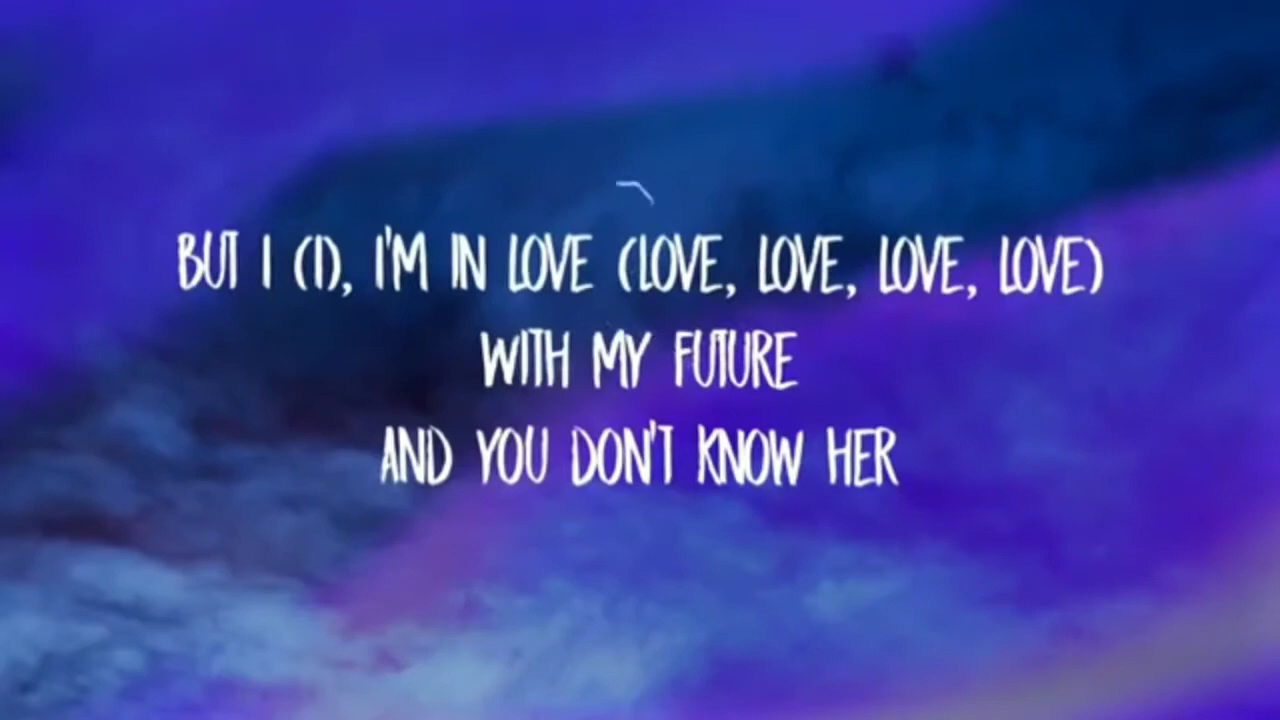 BUT I (I), I'M IN LOVE (LOVE, LOVE, LOVE, LOVE)
WITH MY FUTURE
AND YOU DON'T KNOW HER